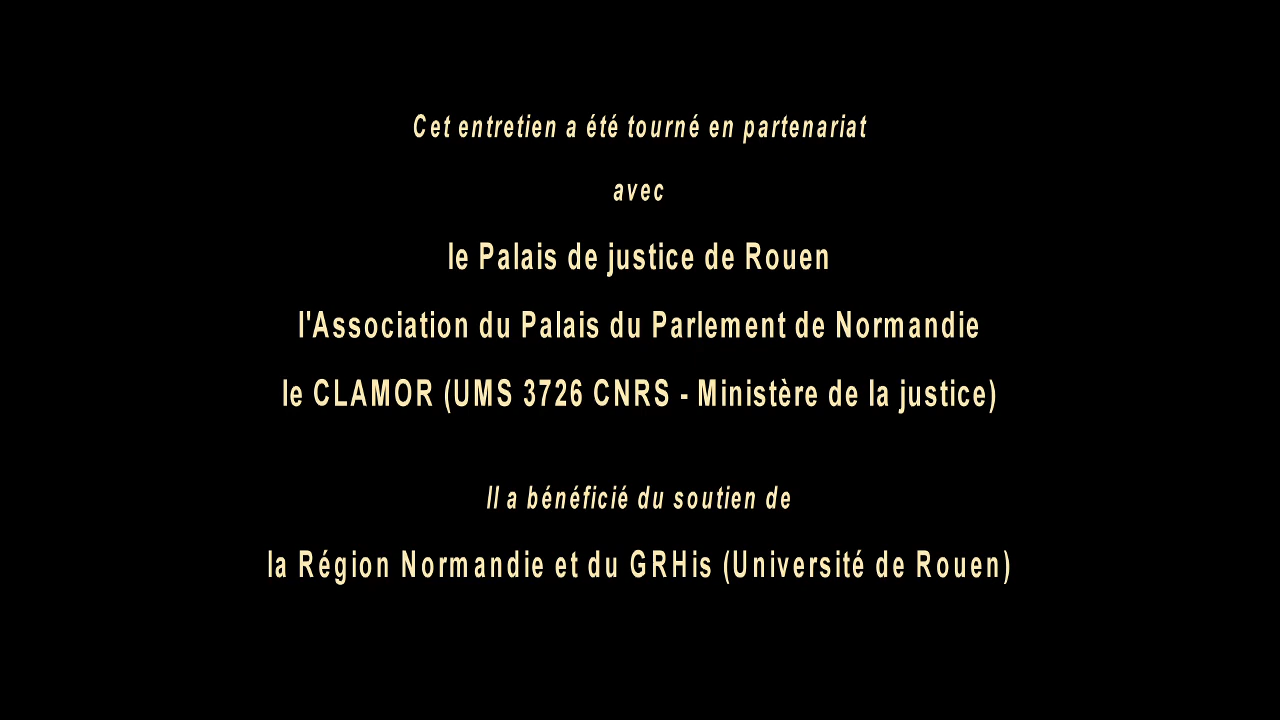 Cet entretien a été tourné en partenariat
avec
le Palais de justice de Rouen
l'Association du Palais du Parlement de Normandie
le CLAMOR (UMS 3726 CNRS - Ministère de la justice)
Il a bénéficié du soutien de
la Région Normandie et du GRHis (Université de Rouen)